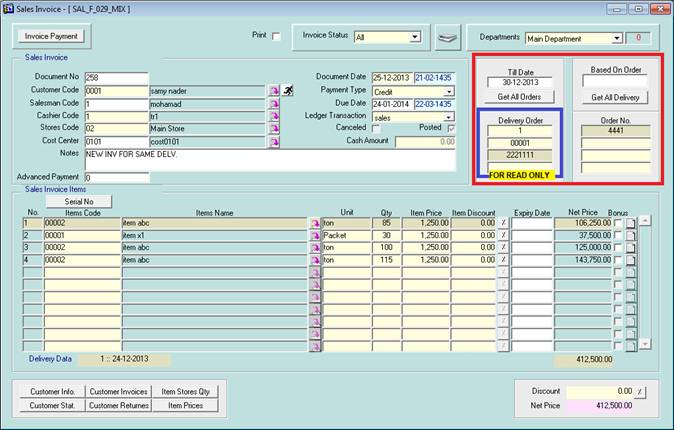 Sales Invoice - [ SAL_F_029_MIX ]
Invoice Payment
Print
Invoice Status All
Departments Main Department 0
Sales Invoice
Document No 258
Customer Code 0001 samy nader
Salesman Code 1 mohamad
Cashier Code 1 tr1
Stores Code 02 Main Store
Cost Center 0101 cost0101
Notes NEW INV FOR SAME DELV.
Advanced Payment 0
Document Date 25-12-2013 21-02-1435
Payment Type Credit
Due Date 24-01-2014 22-03-1435
Ledger Transaction sales
Canceled Posted
Cash Amount 0.00
Till Date
30-12-2013
Get All Orders
Based On Order
Get All Delivery
Delivery Order
1
00001
2221111
FOR READ ONLY
Order No.
4441
Sales Invoice Items
Serial No
No. Items Code Items Name Unit Qty Item Price Item Discount Expiry Date Net Price Bonus
1 00002 item abc ton 85 1,250.00 0.00 % 106,250.00
2 00001 item x1 Packet 30 1,250.00 0.00 % 37,500.00
3 00002 item abc ton 100 1,250.00 0.00 % 125,000.00
4 00002 item abc ton 115 1,250.00 0.00 % 143,750.00
%
%
%
%
%
%
Delivery Data 1 :: 24-12-2013 412,500.00
Customer Info. Customer Invoices Item Stores Qty
Customer Stat. Customer Returnes Item Prices
Discount 0.00 %
Net Price 412,500.00